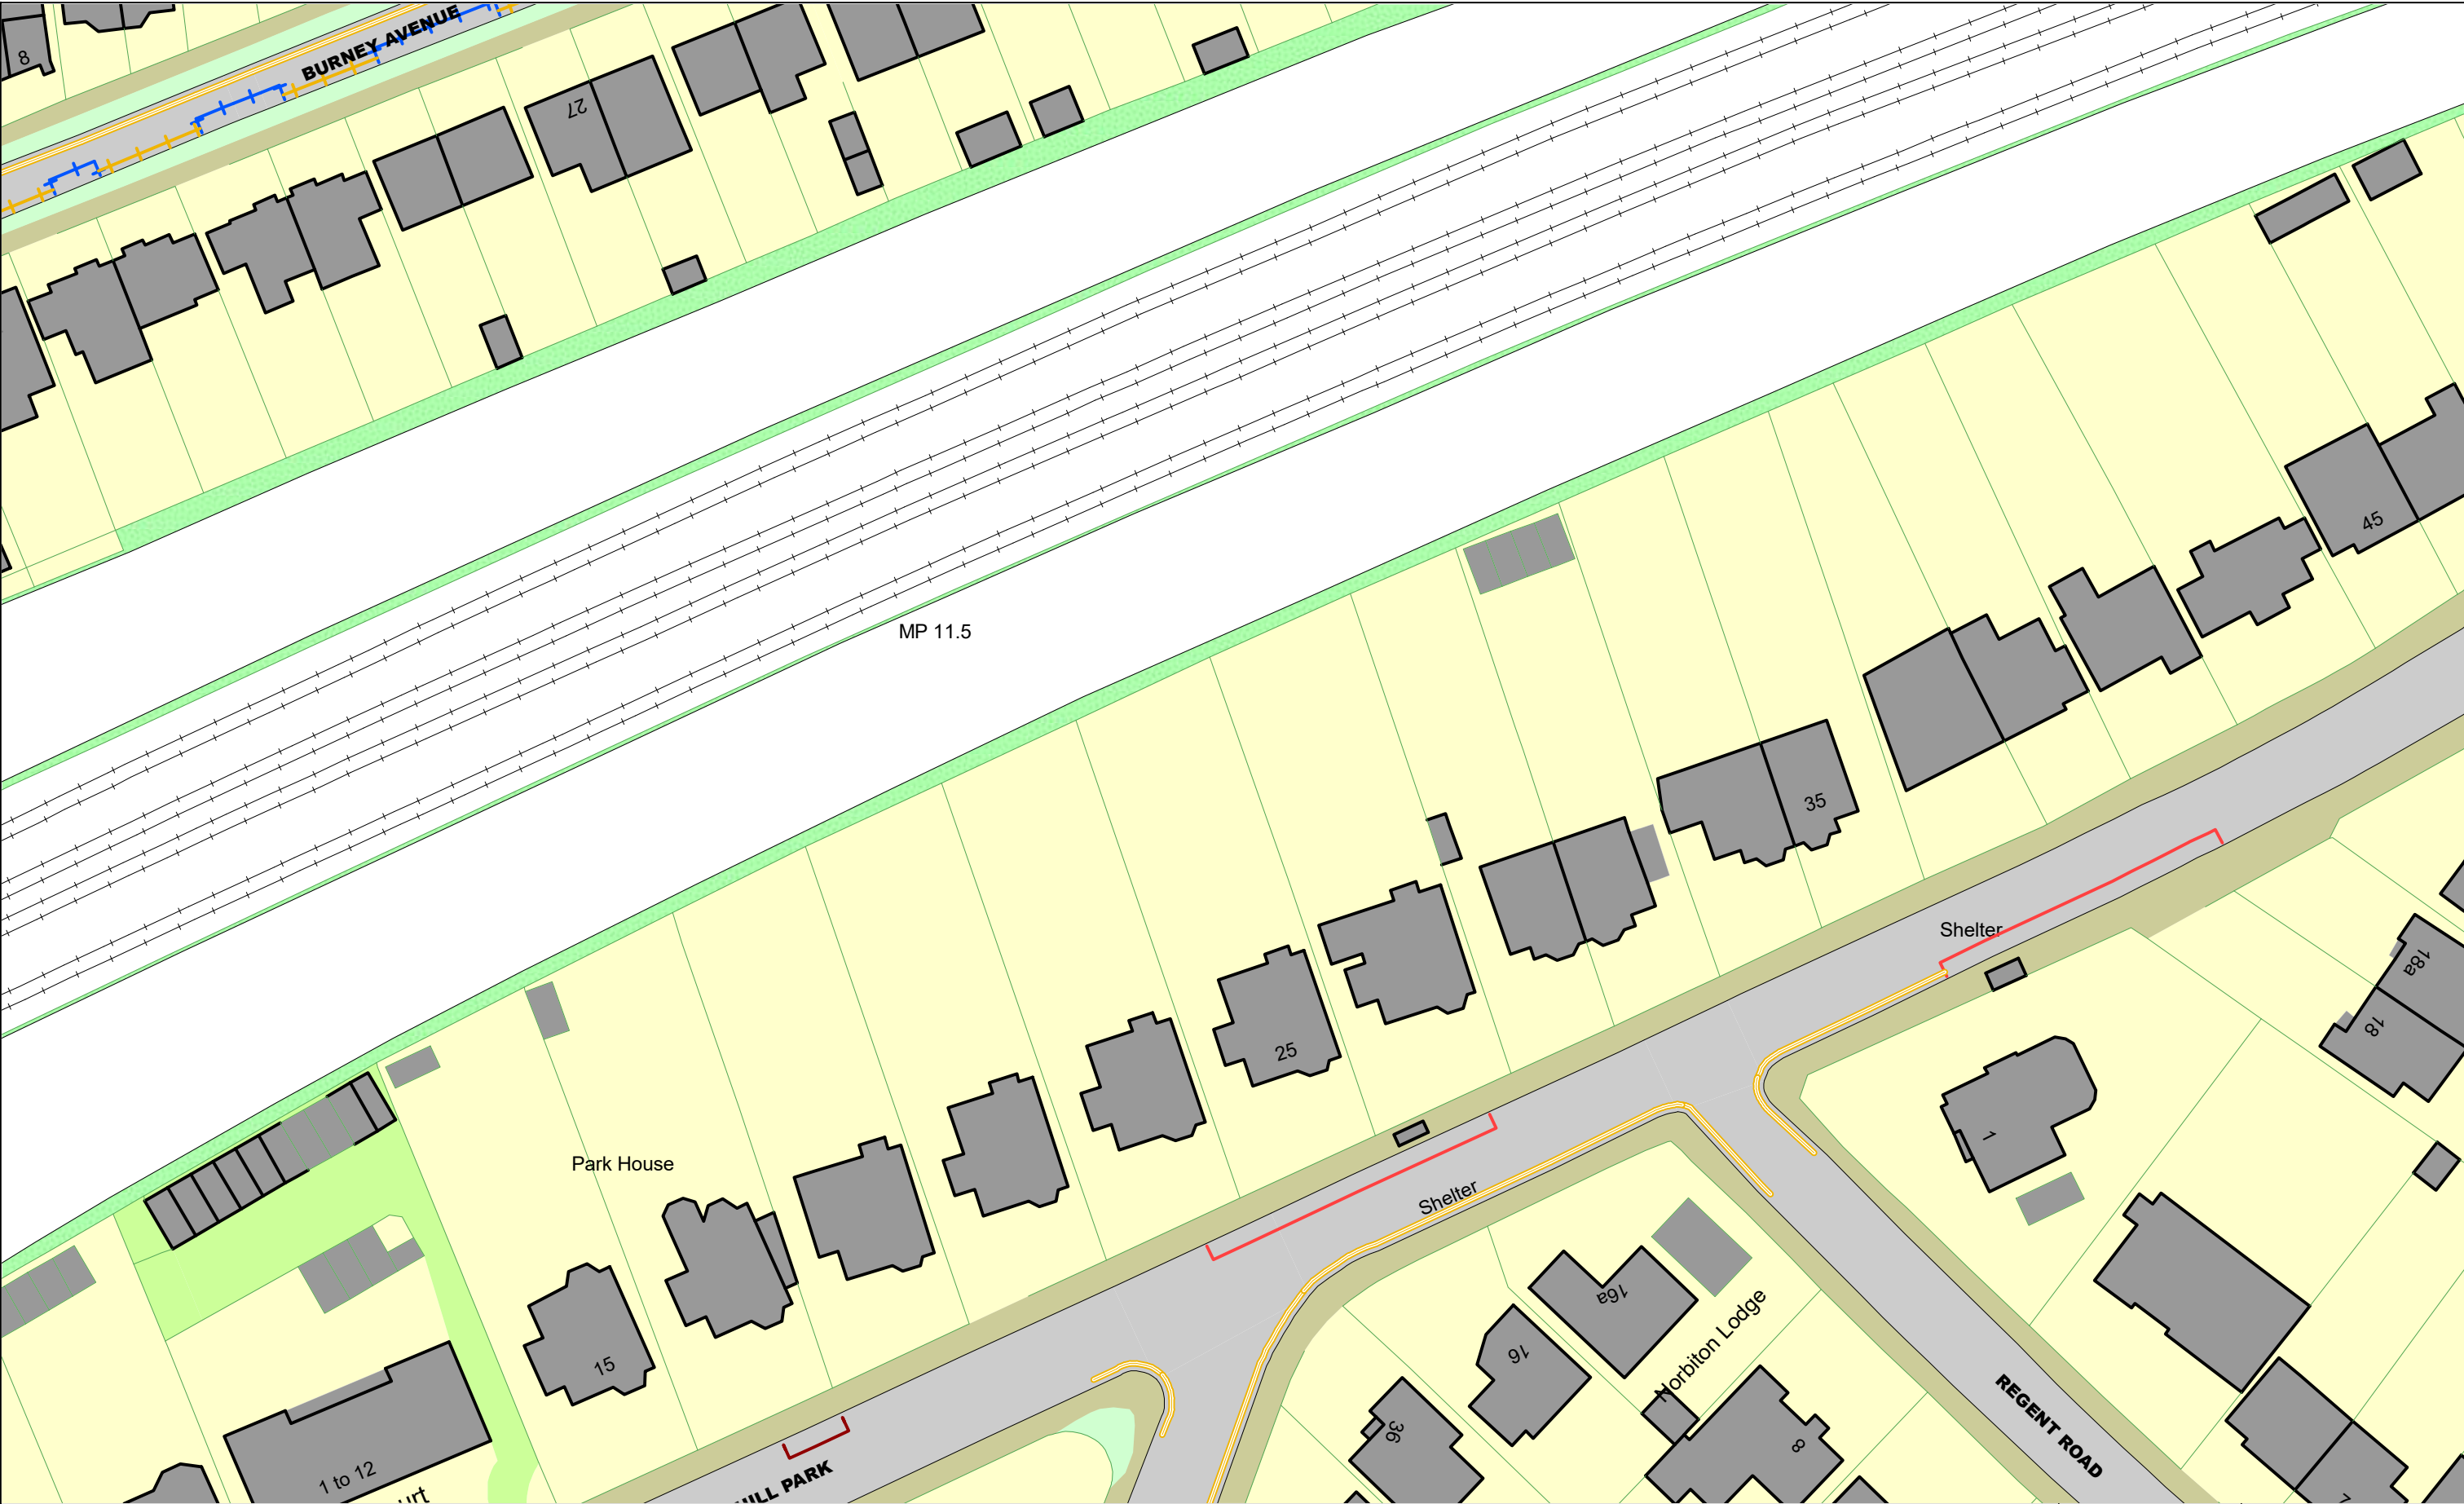 BURNEY AVENUE
8
27
MP 11.5
45
35
Shelter
18a
18
25
1
Park House
Shelter
16a
16
Norbiton Lodge
15
36
8
REGENT ROAD
1 to 12
HILL PARK
7